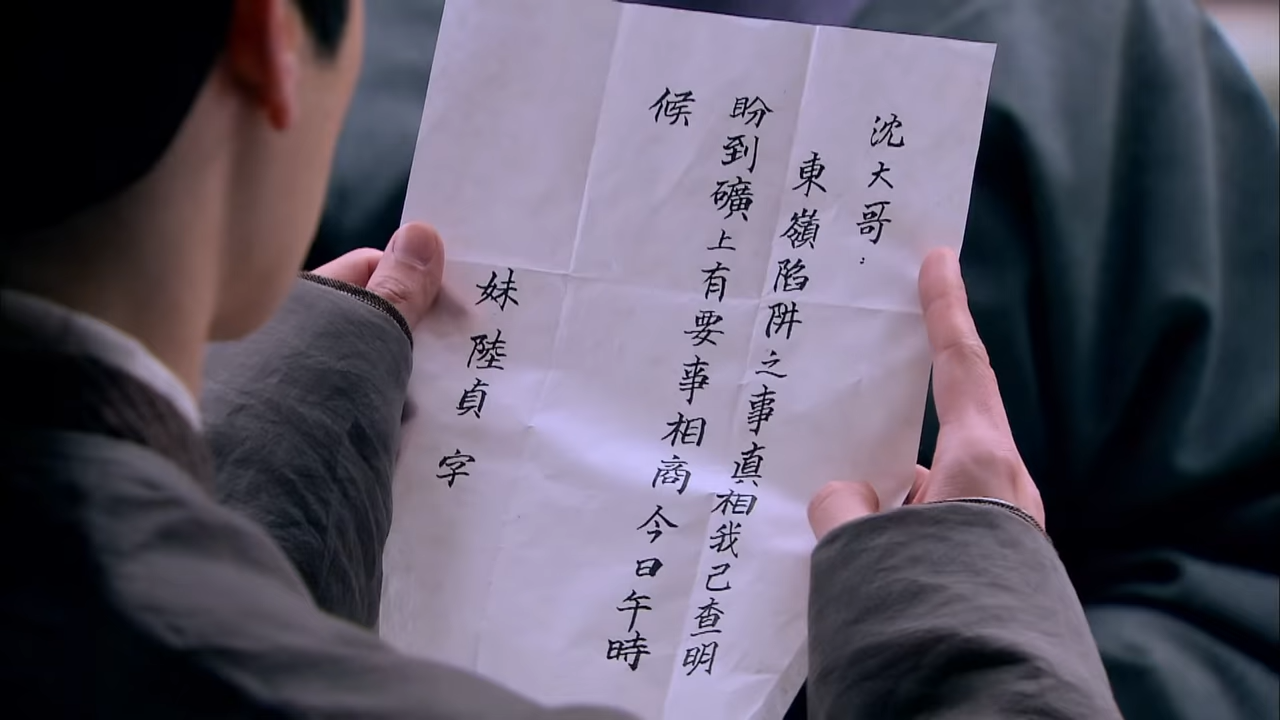 沈大哥：
東嶺陷阱之事真相我己查明
盼到礦上有要事相商今日午時
候
妹陸貞 字